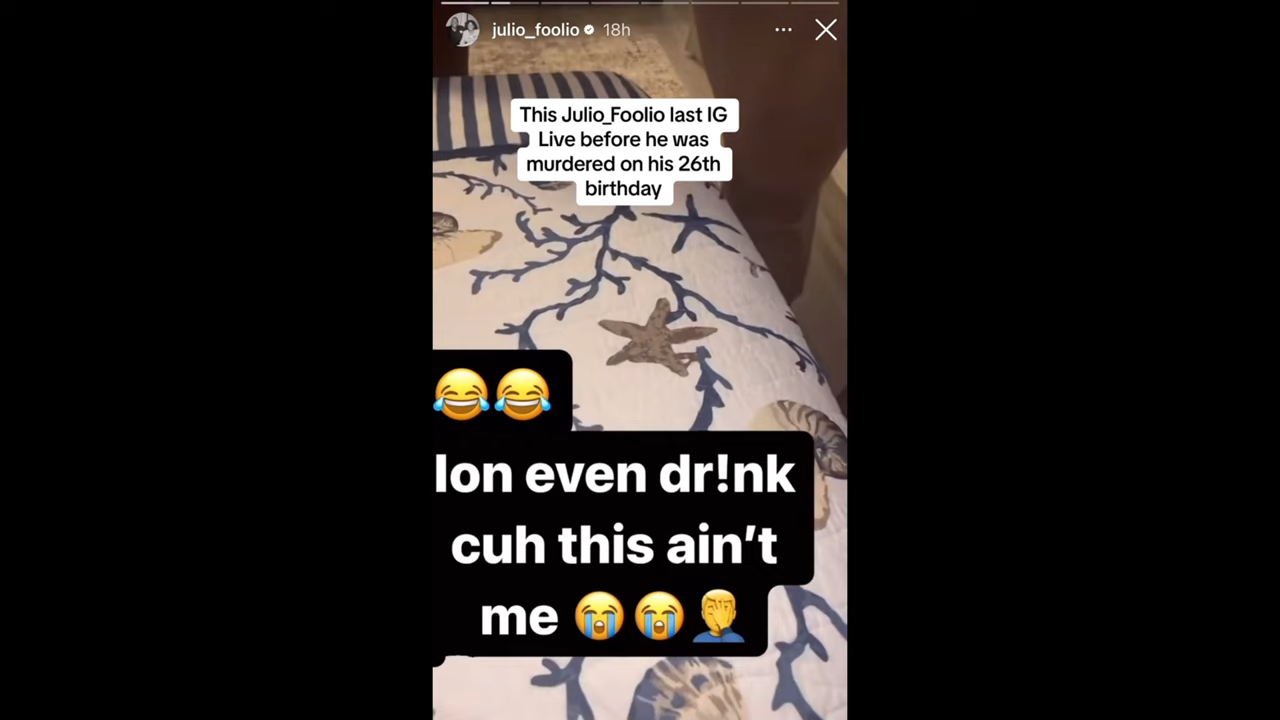 julio_foolio 18h
This Julio_Foolio last IG
Live before he was
murdered on his 26th
birthday
😂😂
Ion even dr!nk
cuh this ain’t
me 😭😭🤦‍♂️